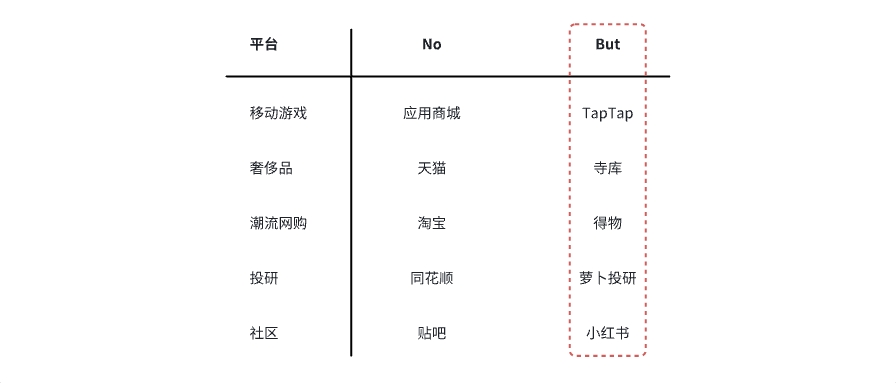 平台 No But
移动游戏 应用商城 TapTap
奢侈品 天猫 寺库
潮流网购 淘宝 得物
投研 同花顺 萝卜投研
社区 贴吧 小红书